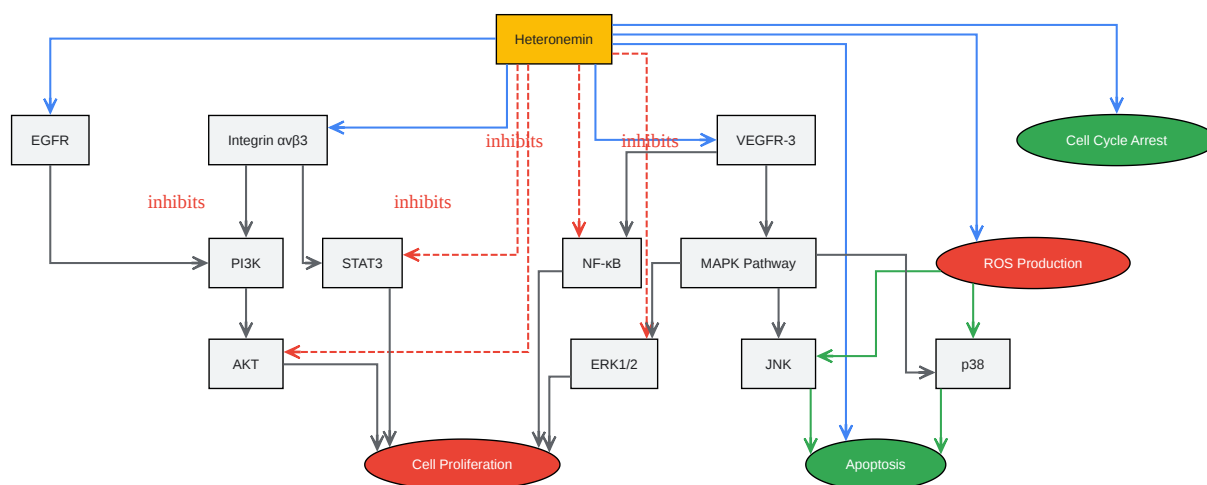 Heteronemin
EGFR
Integrin αvβ3
inhibits
inhibits
VEGFR-3
Cell Cycle Arrest
inhibits
inhibits
PI3K
STAT3
NF-κB
MAPK Pathway
ROS Production
AKT
ERK1/2
JNK
p38
Cell Proliferation
Apoptosis